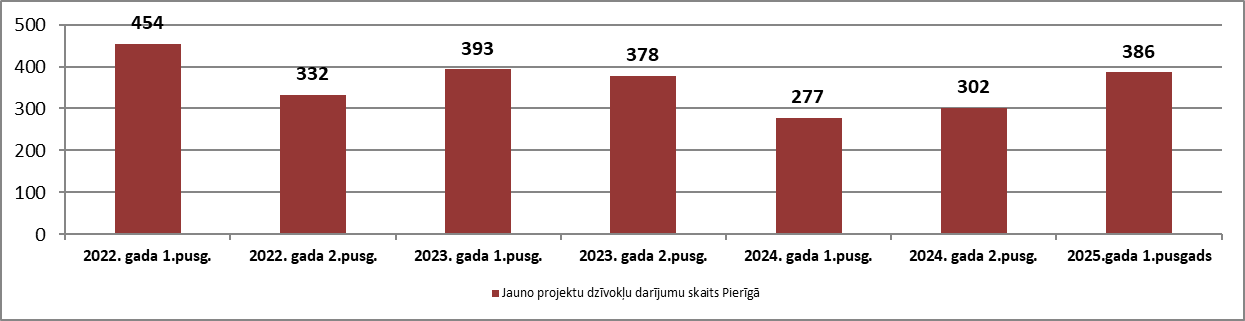 500
400
300
200
100
0
454
332
393
378
277
302
386
2022. gada 1.pusg.
2022. gada 2.pusg.
2023. gada 1.pusg.
2023. gada 2.pusg.
2024. gada 1.pusg.
2024. gada 2.pusg.
2025.gada 1.pusgads
Jauno projektu dzīvokļu darījumu skaits Pierīgā